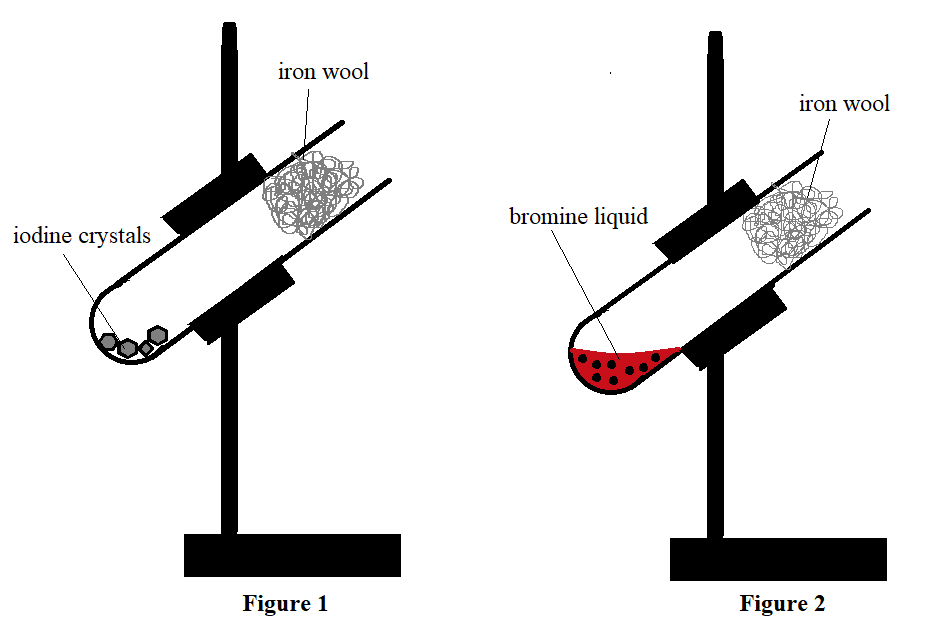 iron wool
iodine crystals
Figure 1
iron wool
bromine liquid
Figure 2